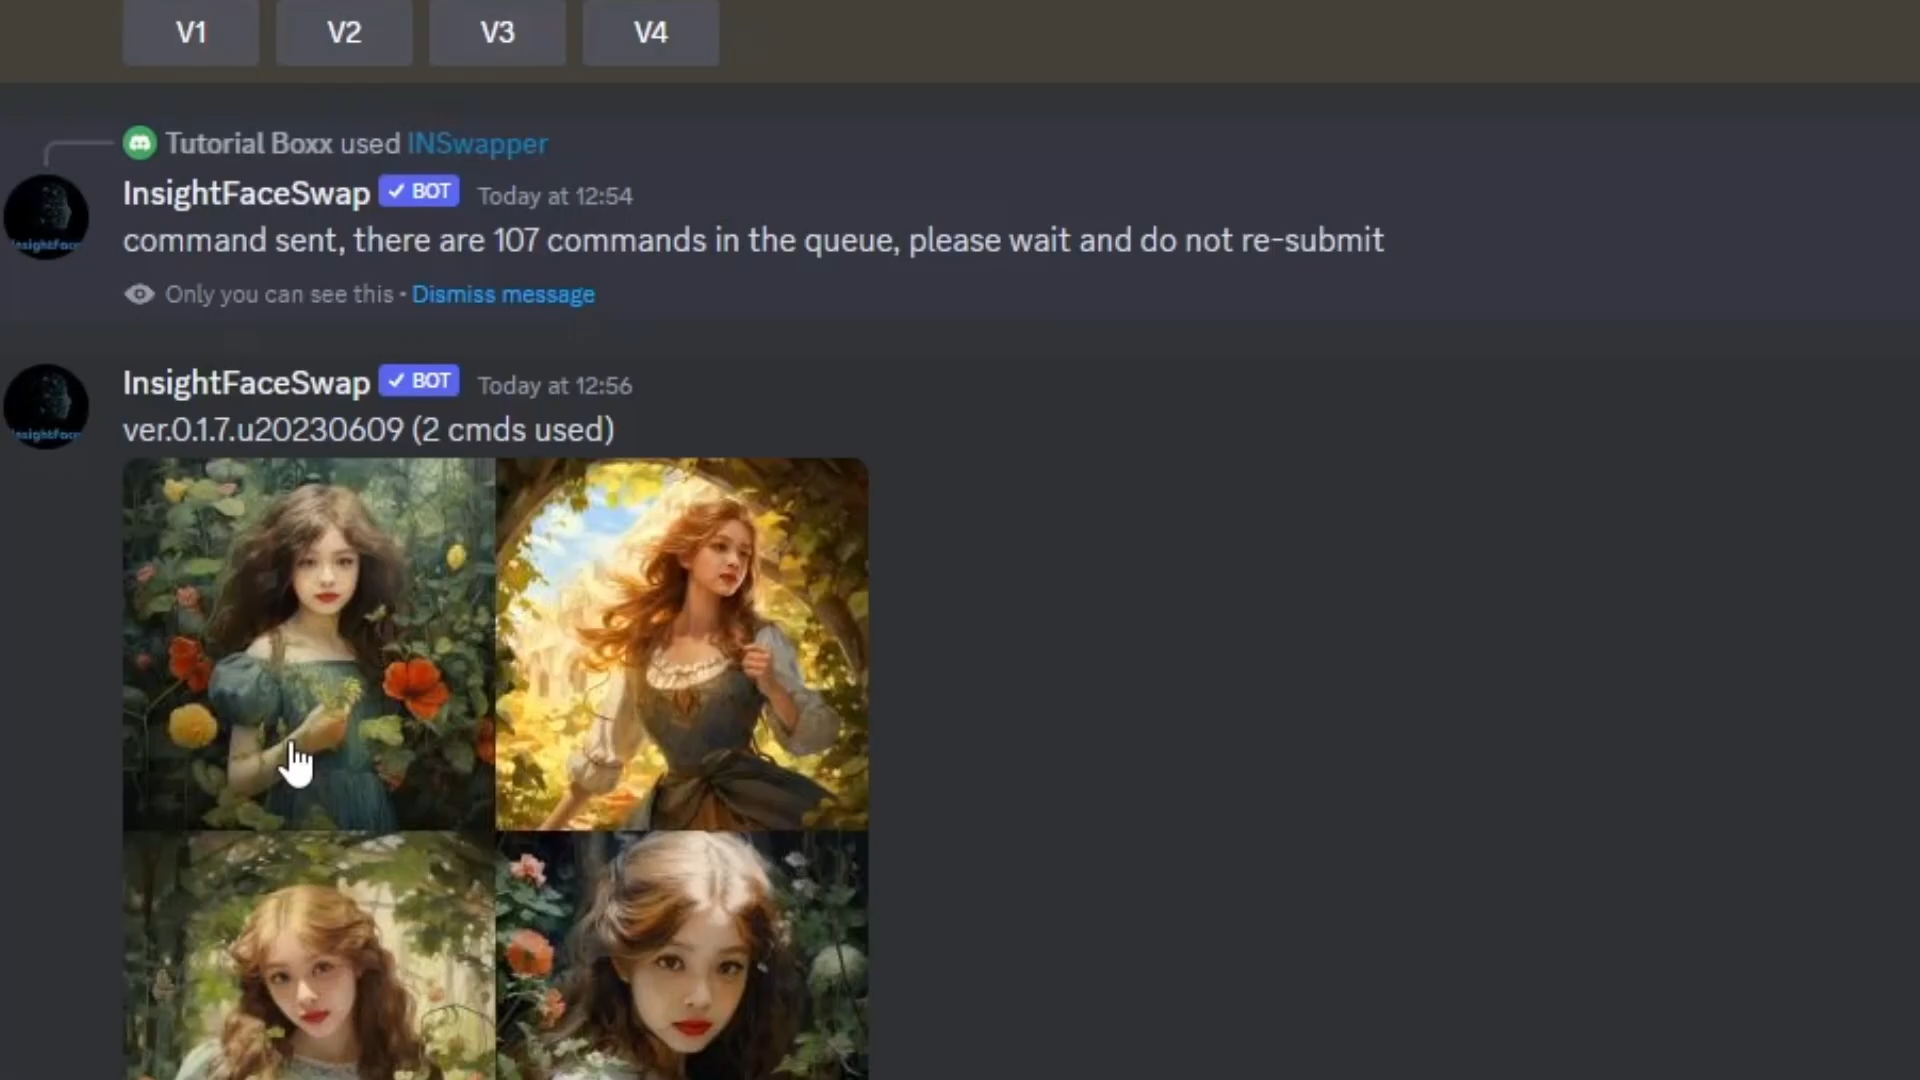 V1 V2 V3 V4
Tutorial Boxx used INSwapper
InsightFaceSwap BOT Today at 12:54
command sent, there are 107 commands in the queue, please wait and do not re-submit
Only you can see this • Dismiss message
InsightFaceSwap BOT Today at 12:56
ver.0.1.7.u20230609 (2 cmds used)